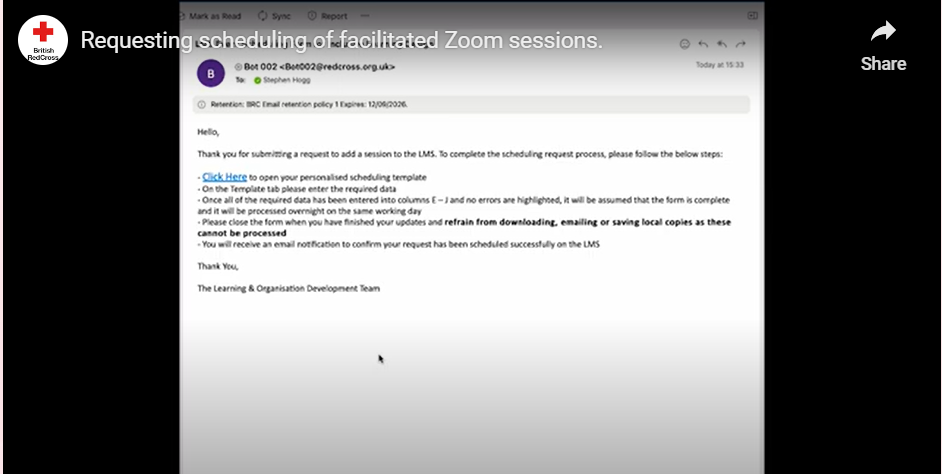 Mark as Read Sync Report ...
British
RedCross
Requesting scheduling of facilitated Zoom sessions.
Share
B
Bot 002 <Bot002@redcross.org.uk>
Today at 15:33
To: Stephen Hogg
Retention: BRC Email retention policy 1 Expires: 12/09/2026.
Hello,
Thank you for submitting a request to add a session to the LMS. To complete the scheduling request process, please follow the below steps:
- Click Here to open your personalised scheduling template
- On the Template tab please enter the required data
- Once all of the required data has been entered into columns E – J and no errors are highlighted, it will be assumed that the form is complete
and it will be processed overnight on the same working day
- Please close the form when you have finished your updates and refrain from downloading, emailing or saving local copies as these
cannot be processed
- You will receive an email notification to confirm your request has been scheduled successfully on the LMS
Thank You,
The Learning & Organisation Development Team